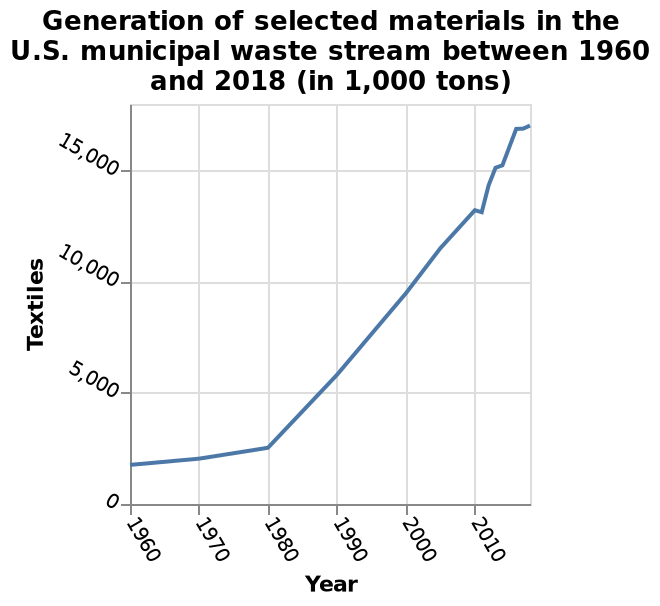 Generation of selected materials in the
U.S. municipal waste stream between 1960
and 2018 (in 1,000 tons)
15,000
10,000
5,000
0
Textiles
1960
1970
1980
1990
2000
2010
Year